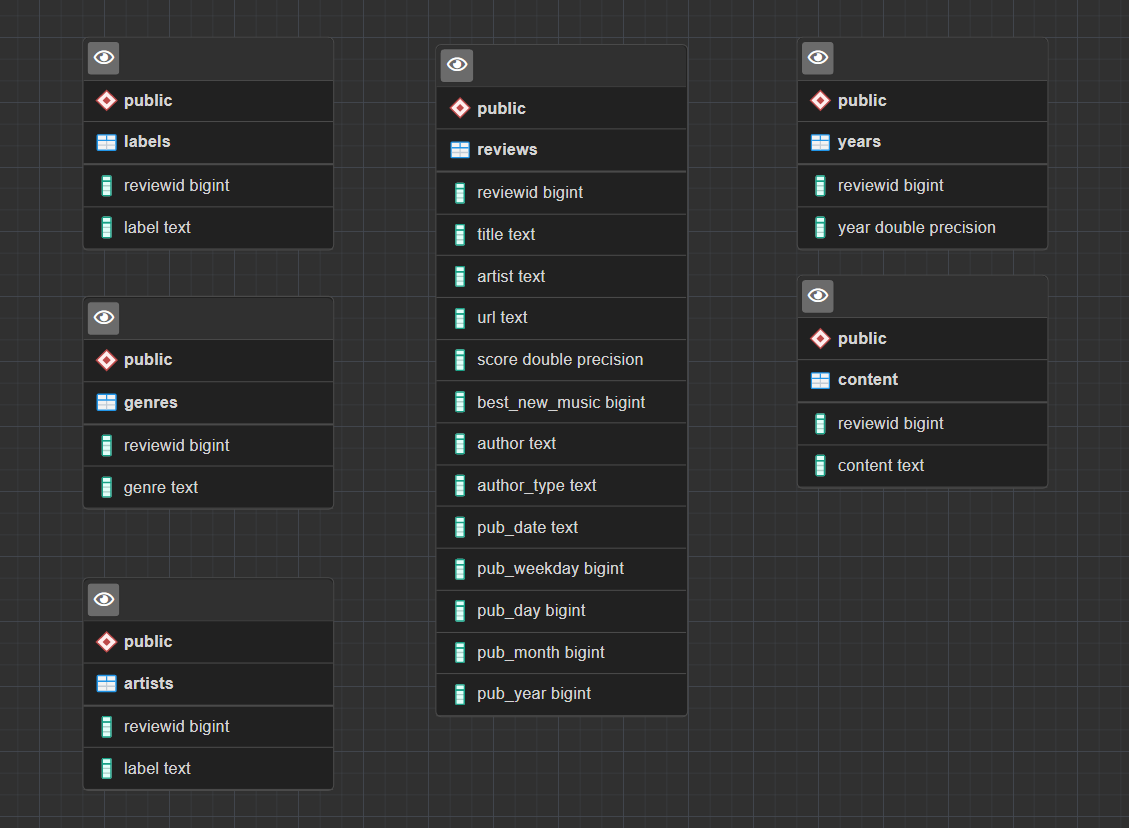 public
labels
reviewid bigint
label text
public
genres
reviewid bigint
genre text
public
artists
reviewid bigint
label text
public
reviews
reviewid bigint
title text
artist text
url text
score double precision
best_new_music bigint
author text
author_type text
pub_date text
pub_weekday bigint
pub_day bigint
pub_month bigint
pub_year bigint
public
years
reviewid bigint
year double precision
public
content
reviewid bigint
content text